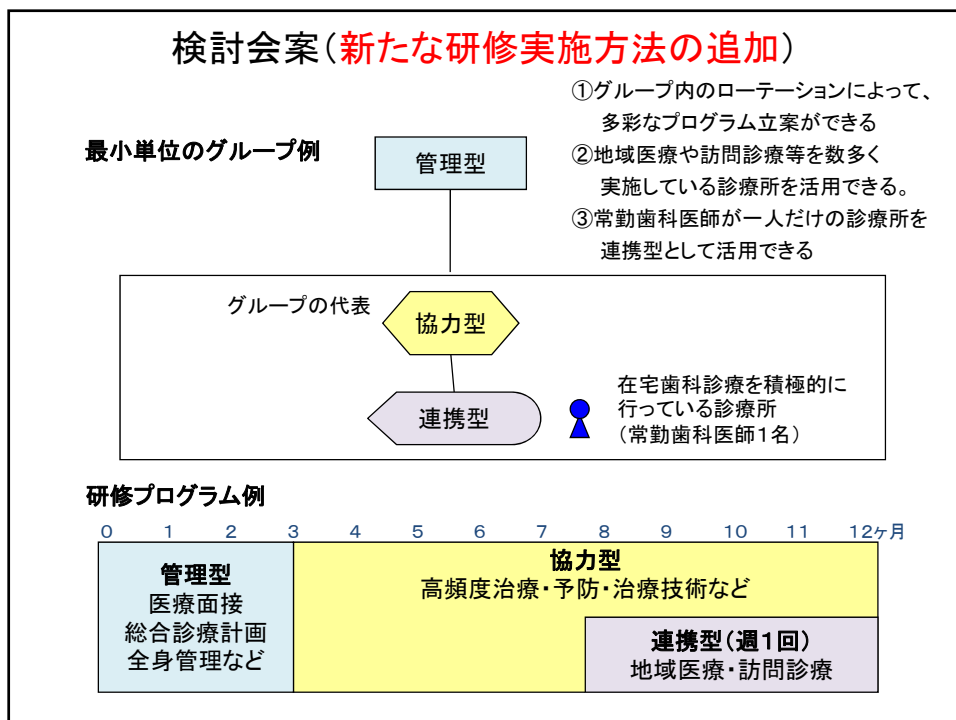 検討会案(新たな研修実施方法の追加)
①グループ内のローテーションによって、
多彩なプログラム立案ができる
②地域医療や訪問診療等を数多く
実施している診療所を活用できる。
③常勤歯科医師が一人だけの診療所を
連携型として活用できる
最小単位のグループ例
管理型
グループの代表
協力型
連携型
在宅歯科診療を積極的に
行っている診療所
(常勤歯科医師1名)
研修プログラム例
0 1 2 3 4 5 6 7 8 9 10 11 12ヶ月
管理型
医療面接
総合診療計画
全身管理など
協力型
高頻度治療・予防・治療技術など
連携型(週1回)
地域医療・訪問診療